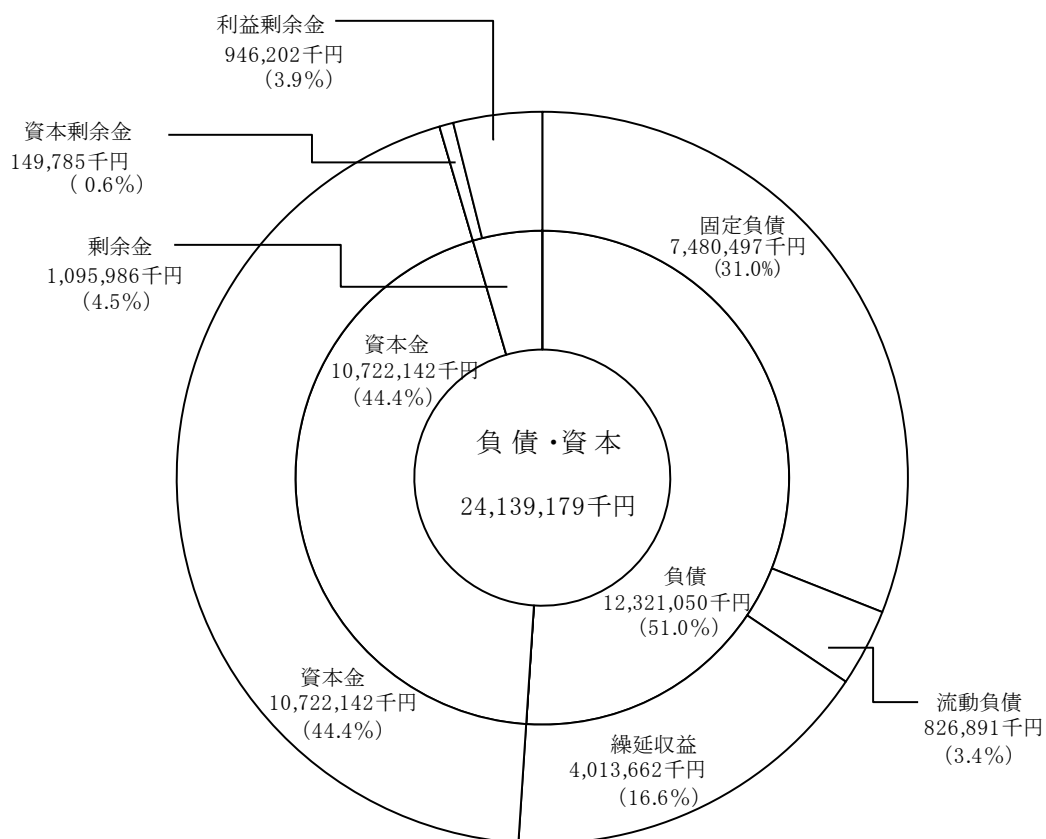 利益剰余金
946,202千円
(3.9%)
資本剰余金
149,785千円
( 0.6%)
剰余金
1,095,986千円
(4.5%)
固定負債
7,480,497千円
(31.0%)
資本金
10,722,142千円
(44.4%)
負債・資本
24,139,179千円
負債
12,321,050千円
(51.0%)
資本金
10,722,142千円
(44.4%)
繰延収益
4,013,662千円
(16.6%)
流動負債
826,891千円
(3.4%)